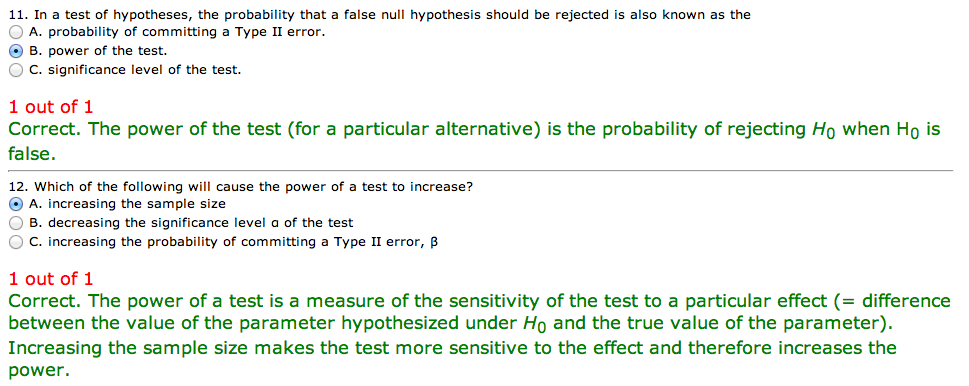 11. In a test of hypotheses, the probability that a false null hypothesis should be rejected is also known as the
A. probability of committing a Type II error.
B. power of the test.
C. significance level of the test.
1 out of 1
Correct. The power of the test (for a particular alternative) is the probability of rejecting H0 when H0 is
false.
12. Which of the following will cause the power of a test to increase?
A. increasing the sample size
B. decreasing the significance level α of the test
C. increasing the probability of committing a Type II error, β
1 out of 1
Correct. The power of a test is a measure of the sensitivity of the test to a particular effect (= difference
between the value of the parameter hypothesized under H0 and the true value of the parameter).
Increasing the sample size makes the test more sensitive to the effect and therefore increases the
power.